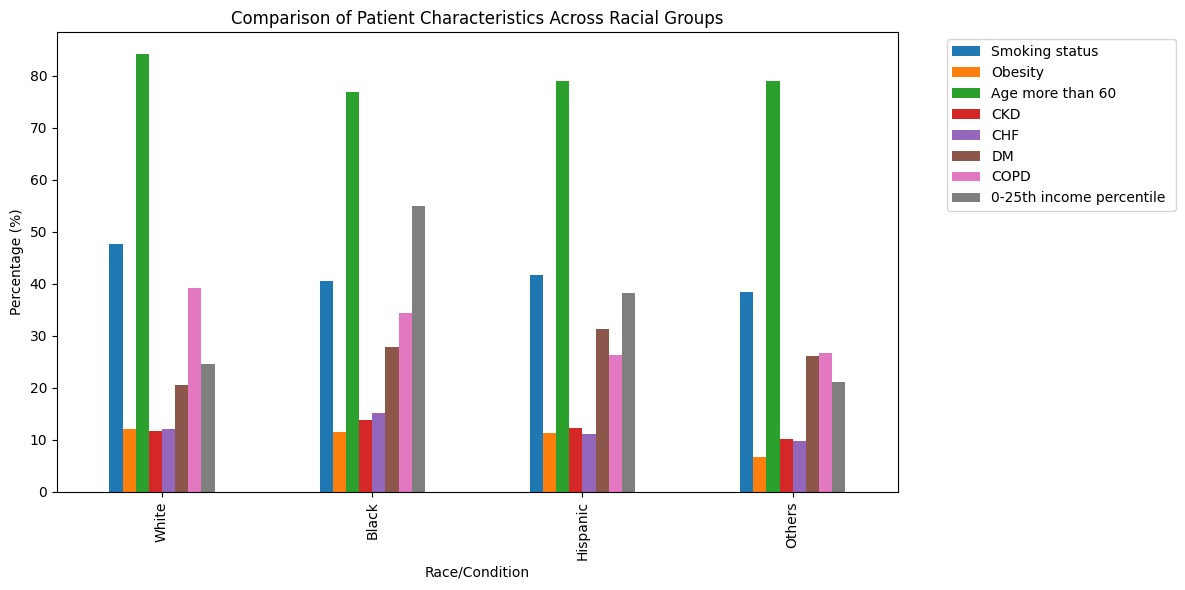 Comparison of Patient Characteristics Across Racial Groups
Percentage (%)
80
70
60
50
40
30
20
10
0
White
Black
Hispanic
Others
Race/Condition
Smoking status
Obesity
Age more than 60
CKD
CHF
DM
COPD
0-25th income percentile